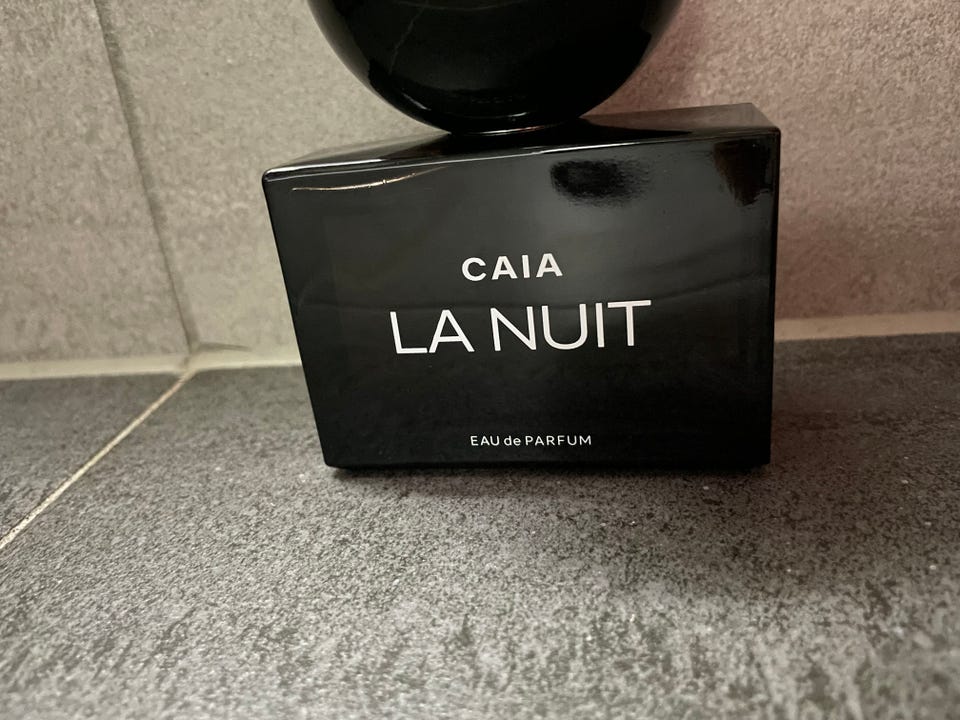 CAIA
LA NUIT
EAU de PARFUM